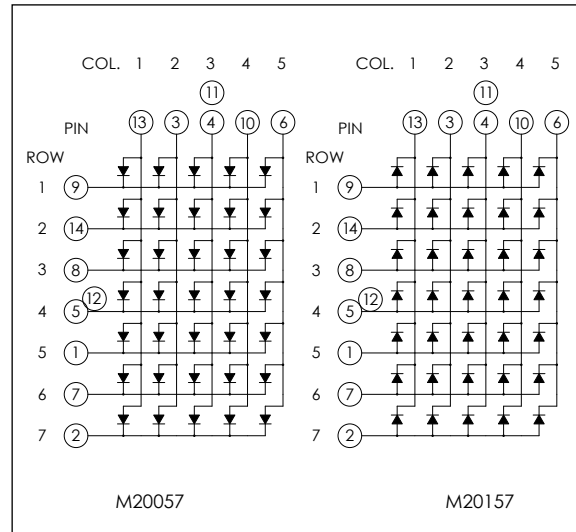 COL. 1 2 3 4 5 COL. 1 2 3 4 5
11 11
PIN 13 3 4 10 6 PIN 13 3 4 10 6
ROW ROW
1 9 1 9
2 14 2 14
3 8 3 8
4 5 12 4 5 12
5 1 5 1
6 7 6 7
7 2 7 2
M20057 M20157